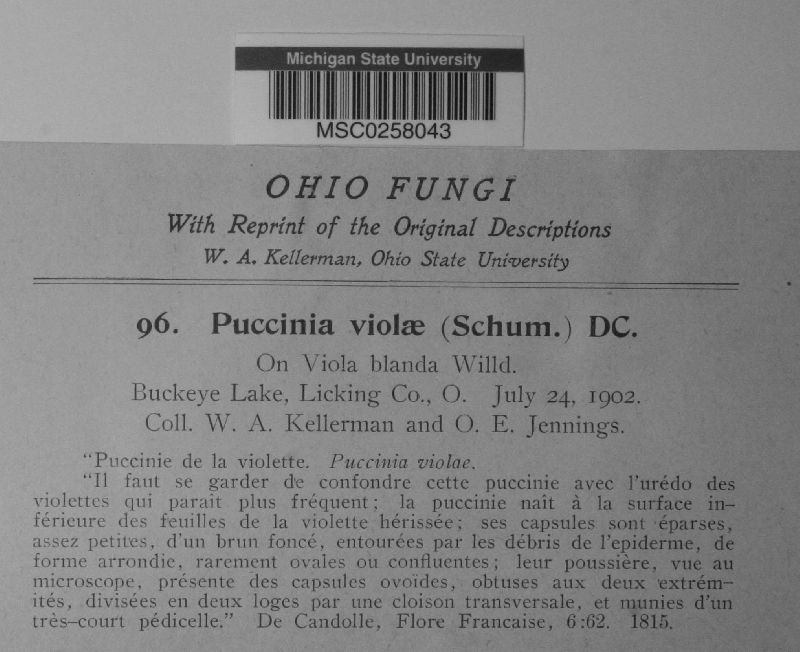 Michigan State University
MSC0258043
OHIO FUNGI
With Reprint of the Original Descriptions
W. A. Kellerman, Ohio State University
96. Puccinia violæ (Schum.) DC.
On Viola blanda Willd.
Buckeye Lake, Licking Co., O. July 24, 1902.
Coll. W. A. Kellerman and O. E. Jennings.
“Puccinie de la violette. Puccinia violae.
“Il faut se garder de confondre cette puccinie avec l'urédo des
violettes qui parait plus fréquent; la puccinie naît à la surface in-
férieure des feuilles de la violette hérissée; ses capsules sont éparses,
assez petites, d'un brun foncé, entourées par les débris de l'epiderme, de
forme arrondie, rarement ovales ou confluentes; leur poussière, vue au
microscope, présente des capsules ovoïdes, obtuses aux deux extrém-
ités, divisées en deux loges par une cloison transversale, et munies d'un
très-court pédicelle.” De Candolle, Flore Francaise, 6:62. 1815.